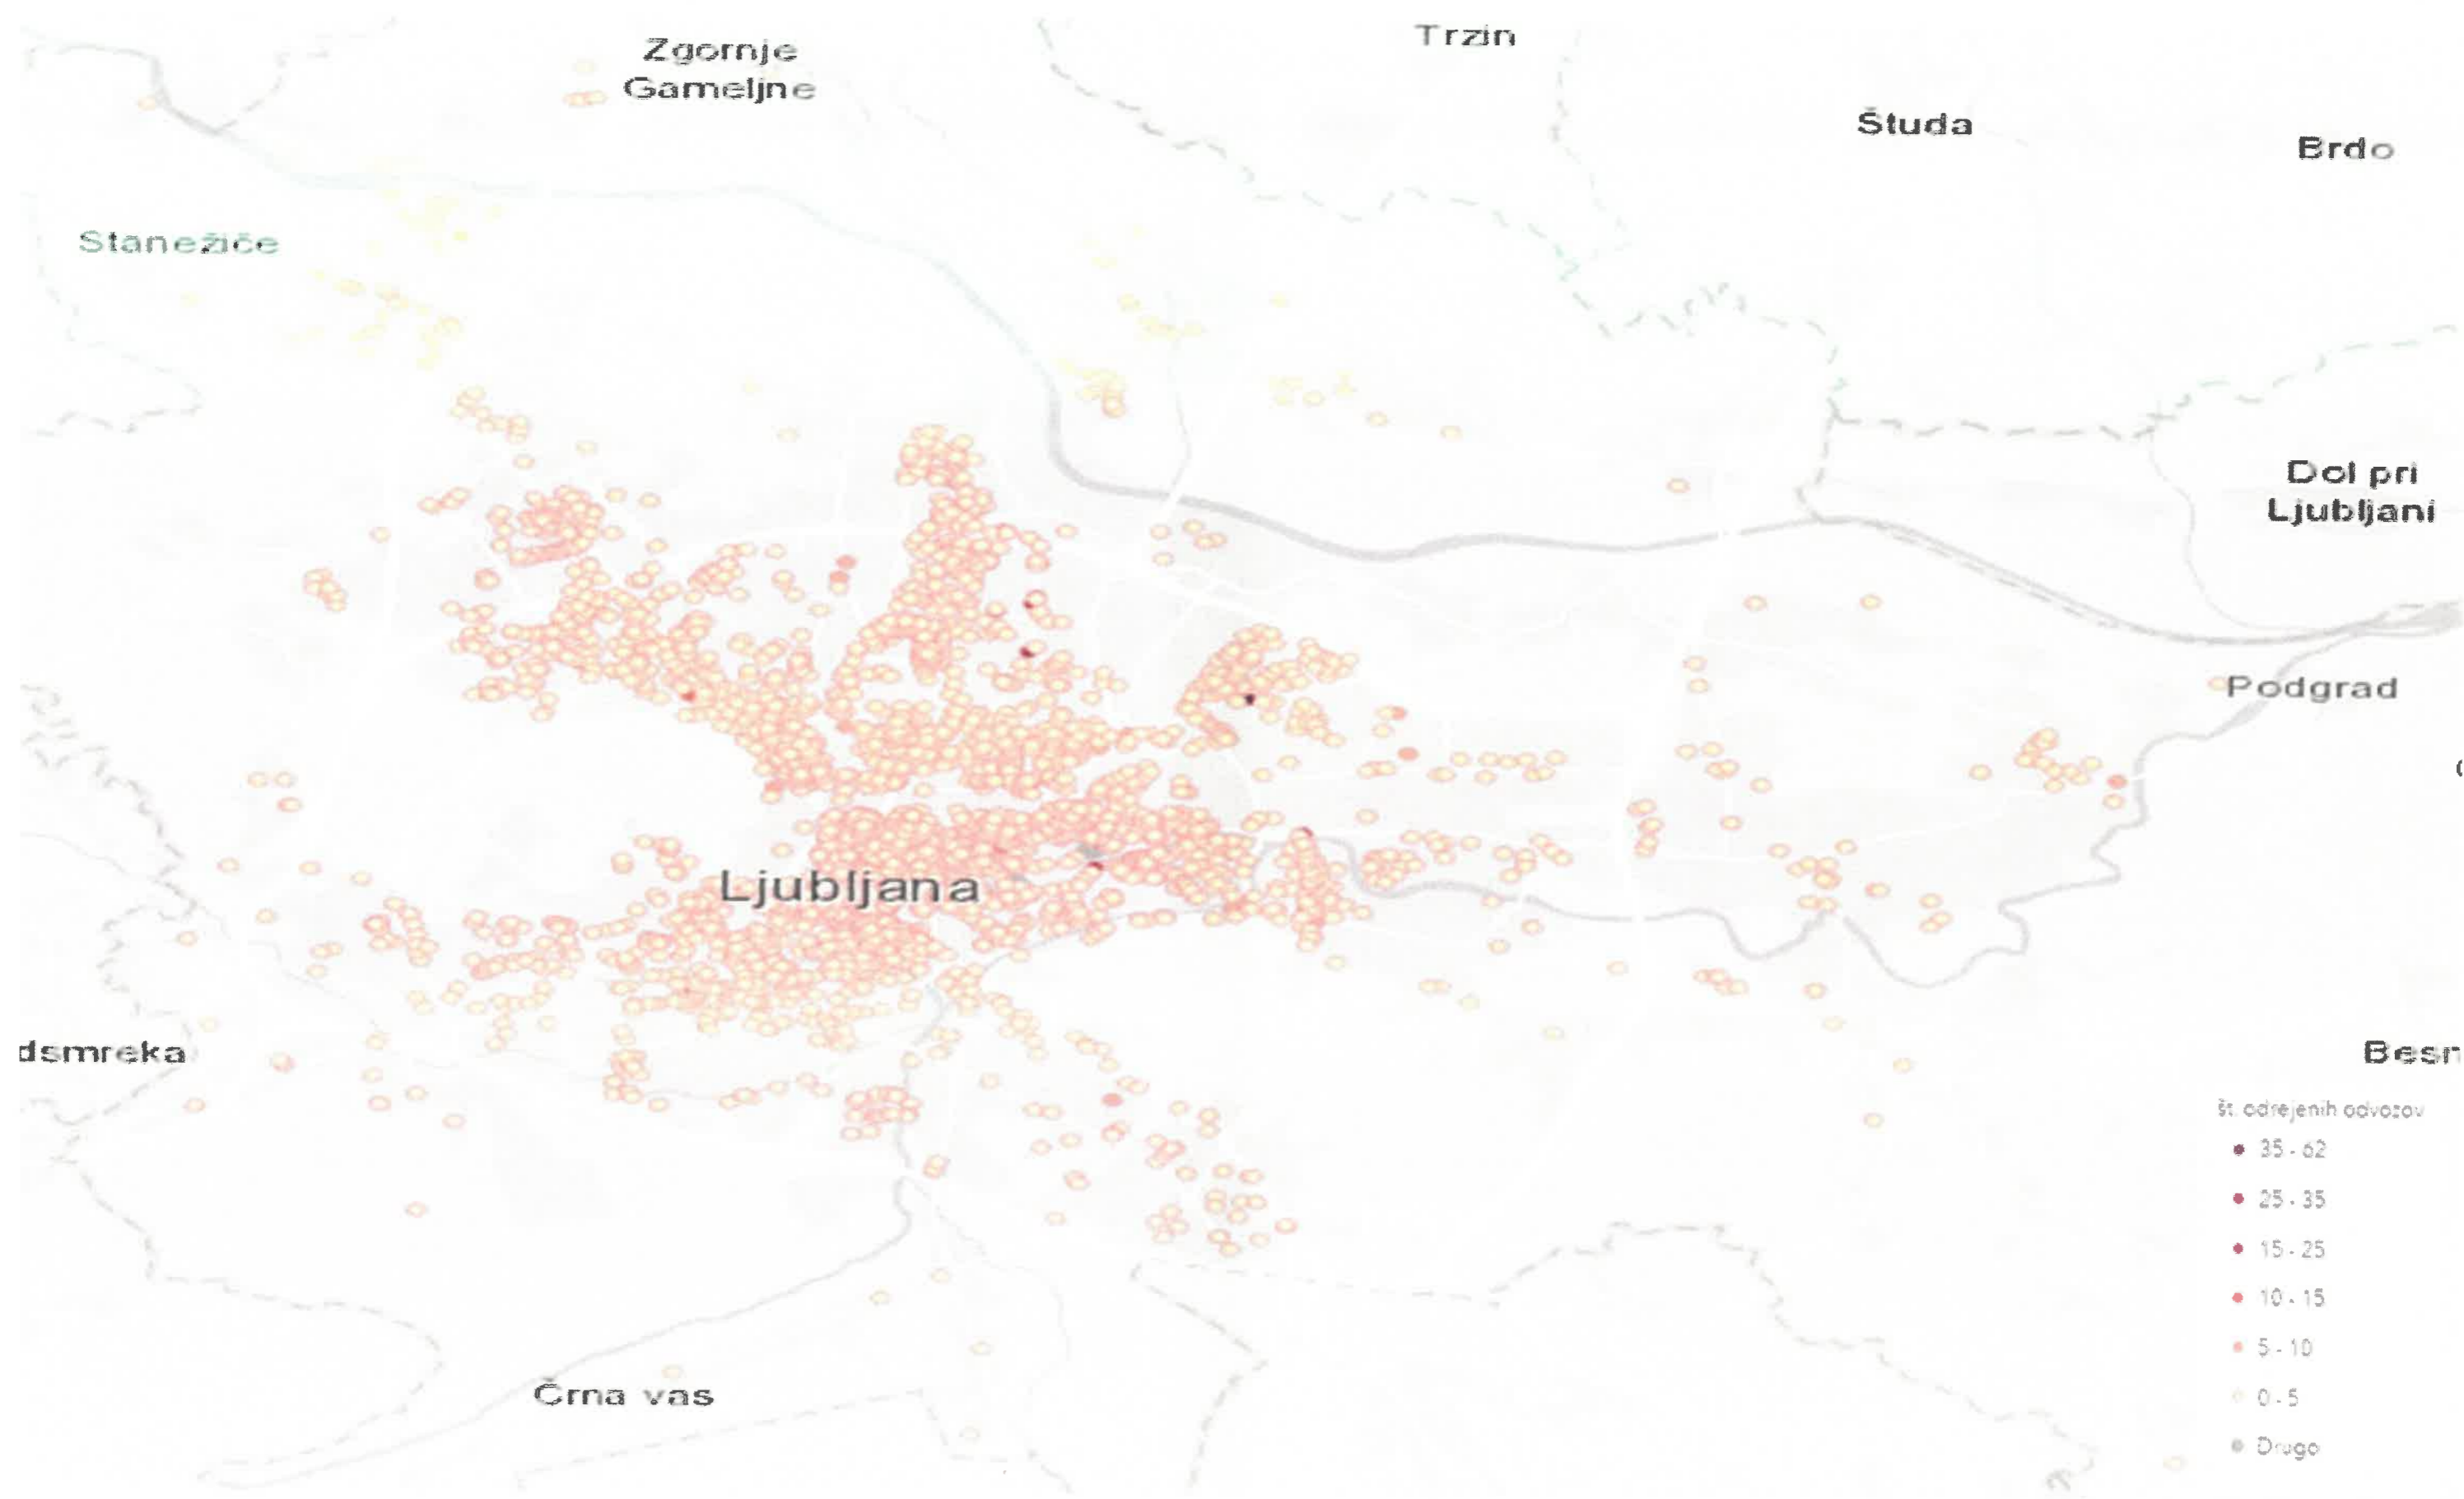 Zgornje
Gameljne
Trzin
Študa
Brdo
Stanežiče
Dol pri
Ljubljani
Podgrad
Ljubljana
dsmreka
Besn
Črna vas
št. odrejenih odvozov
35 - 62
25 - 35
15 - 25
10 - 15
5 - 10
0 - 5
Drugo